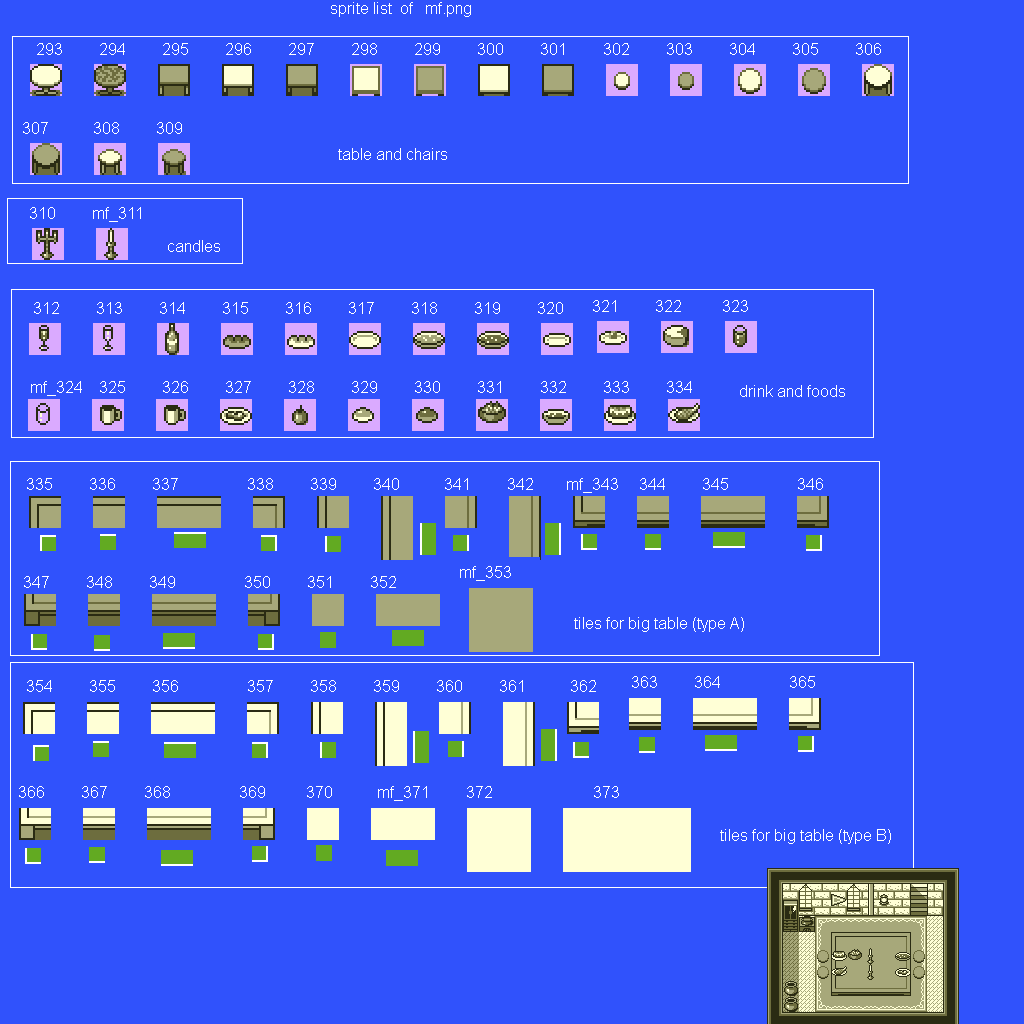 sprite list of mf.png
293 294 295 296 297 298 299 300 301 302 303 304 305 306
307 308 309
table and chairs
310 mf_311
candles
312 313 314 315 316 317 318 319 320 321 322 323
mf_324 325 326 327 328 329 330 331 332 333 334
drink and foods
335 336 337 338 339 340 341 342 mf_343 344 345 346
347 348 349 350 351 352 mf_353
tiles for big table (type A)
354 355 356 357 358 359 360 361 362 363 364 365
366 367 368 369 370 mf_371 372 373
tiles for big table (type B)